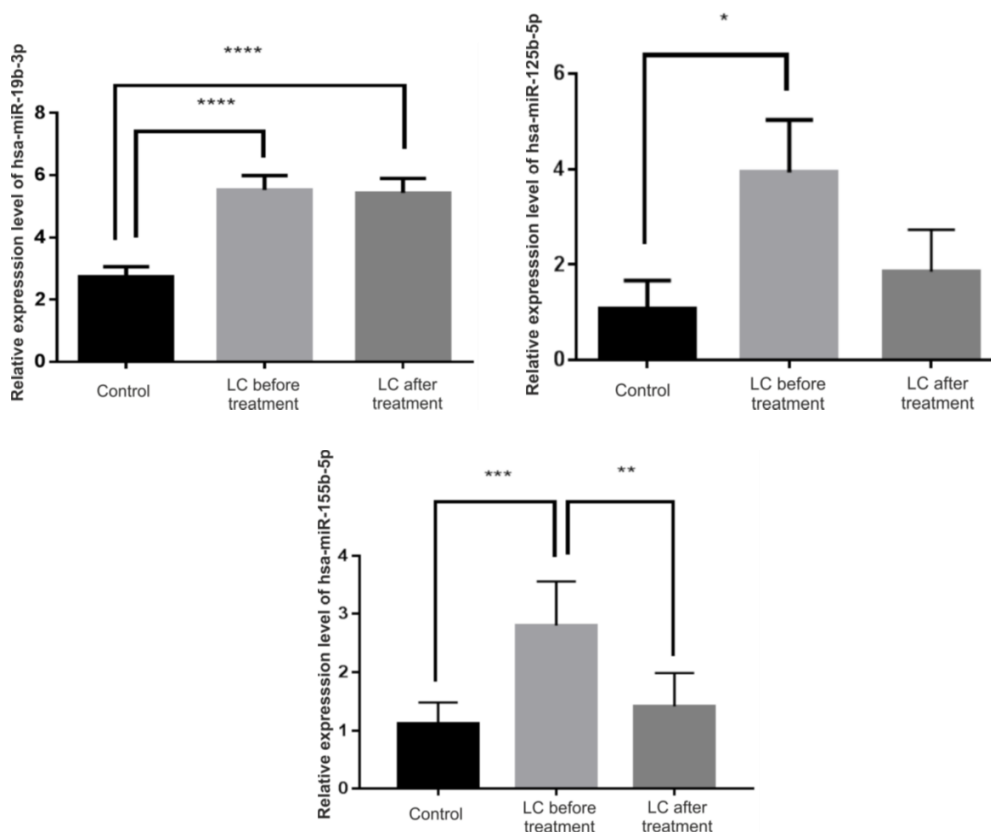 Relative expresssion level of hsa-miR-19b-3p
****
****
8
6
4
2
0
Control
LC before
treatment
LC after
treatment
Relative expresssion level of hsa-miR-125b-5p
*
6
4
2
0
Control
LC before
treatment
LC after
treatment
Relative expresssion level of hsa-miR-155b-5p
***
**
4
3
2
1
0
Control
LC before
treatment
LC after
treatment